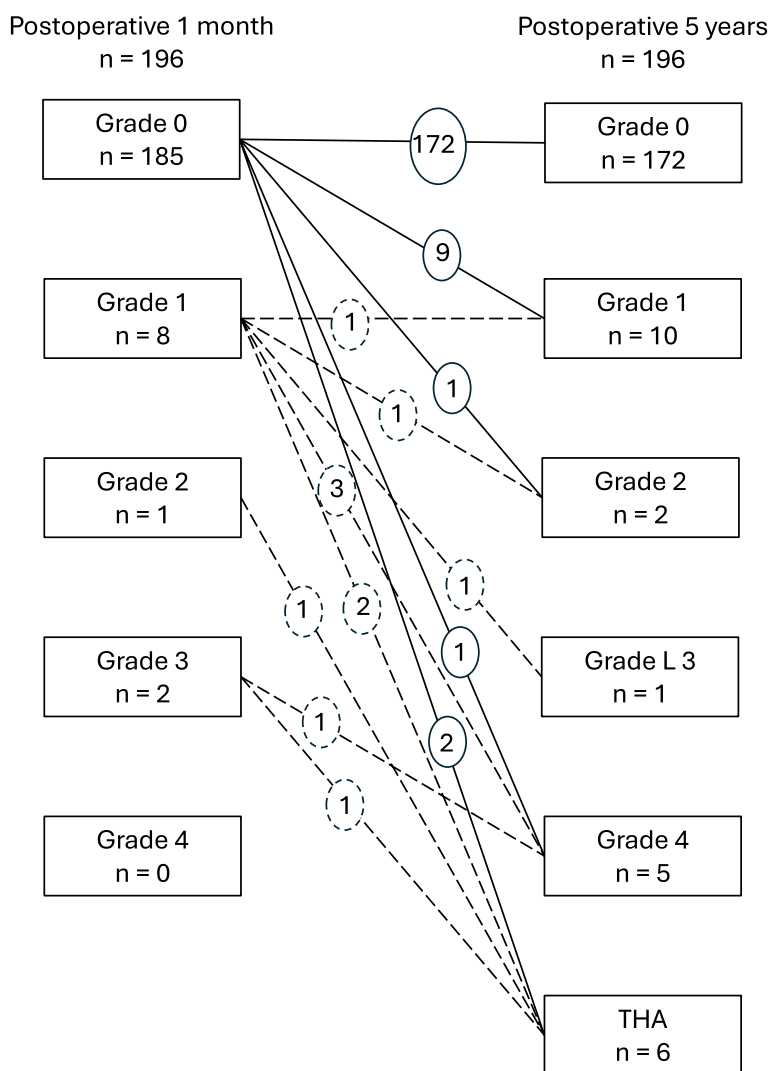 Postoperative 1 month
n = 196
Postoperative 5 years
n = 196
Grade 0
n = 185
172
Grade 0
n = 172
9
Grade 1
n = 8
1
Grade 1
n = 10
1
1
Grade 2
n = 1
3
Grade 2
n = 2
1
1
2
Grade 3
n = 2
1
Grade L 3
n = 1
1
2
1
Grade 4
n = 0
Grade 4
n = 5
THA
n = 6